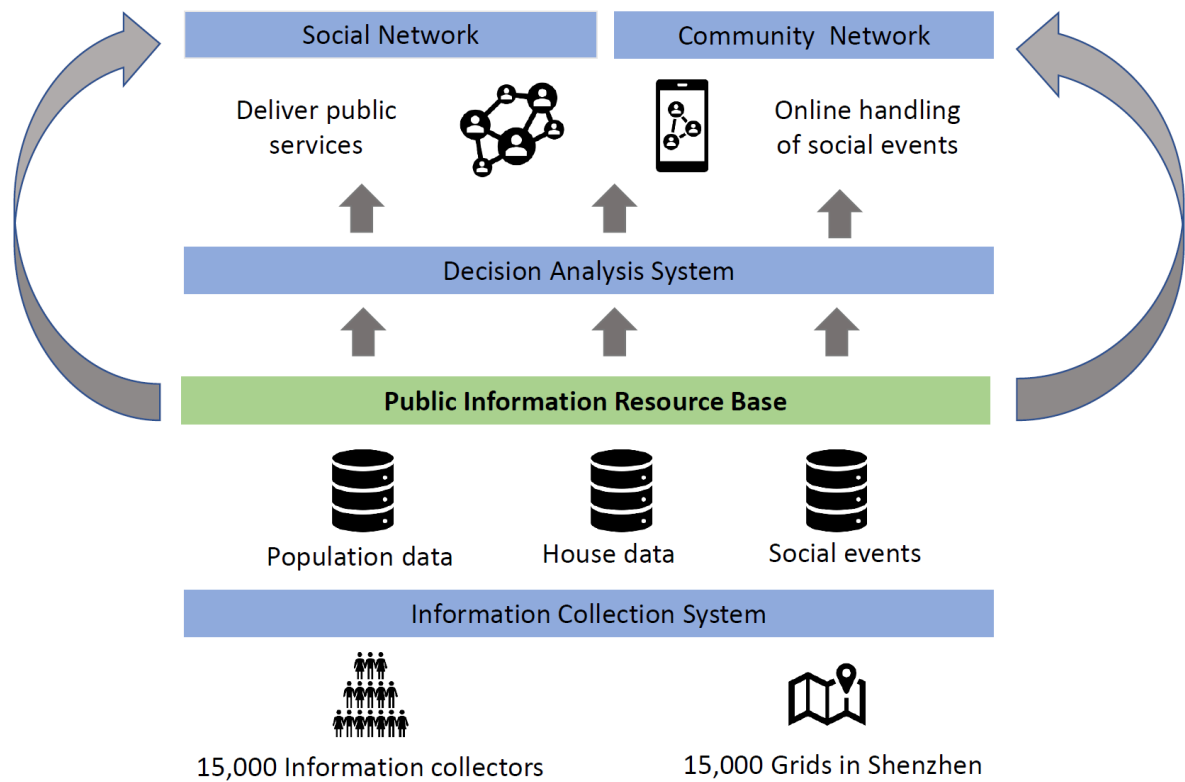 Social Network
Community Network
Deliver public
services
Online handling
of social events
Decision Analysis System
Public Information Resource Base
Population data
House data
Social events
Information Collection System
15,000 Information collectors
15,000 Grids in Shenzhen